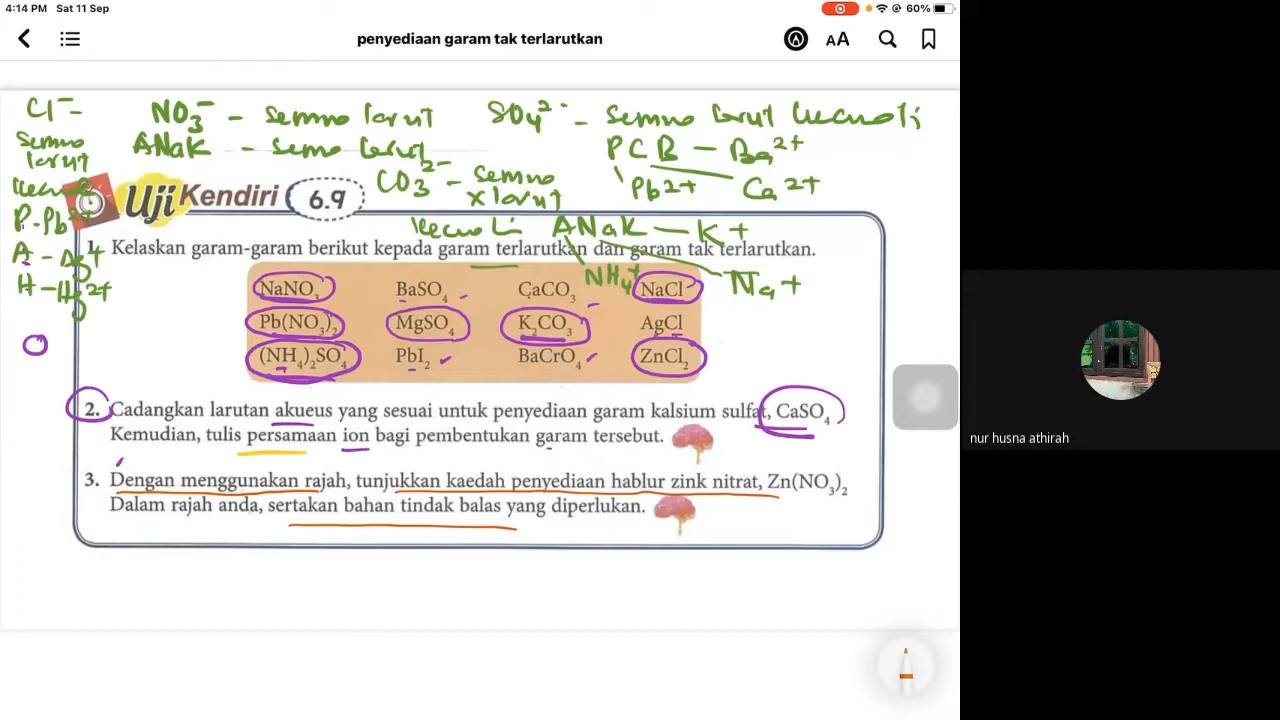 4:14 PM Sat 11 Sep
60%
penyediaan garam tak terlarutkan
AA
Cl⁻ -
semua
larut
kecuali
P - Pb²⁺
A - Ag⁺
H - Hg²⁺
NO₃⁻ - semua larut
ANaK - semua larut
SO₄²⁻ - semua larut kecuali
PCB - Ba²⁺
Pb²⁺ Ca²⁺
CO₃²⁻ - semua
x larut
kecuali ANaK - K⁺
NH₄⁺ Na⁺
Uji Kendiri 6.9
1. Kelaskan garam-garam berikut kepada garam terlarutkan dan garam tak terlarutkan.
NaNO₃ BaSO₄ CaCO₃ NaCl
Pb(NO₃)₂ MgSO₄ K₂CO₃ AgCl
(NH₄)₂SO₄ PbI₂ BaCrO₄ ZnCl₂
2. Cadangkan larutan akueus yang sesuai untuk penyediaan garam kalsium sulfat, CaSO₄
Kemudian, tulis persamaan ion bagi pembentukan garam tersebut.
3. Dengan menggunakan rajah, tunjukkan kaedah penyediaan hablur zink nitrat, Zn(NO₃)₂
Dalam rajah anda, sertakan bahan tindak balas yang diperlukan.
nur husna athirah